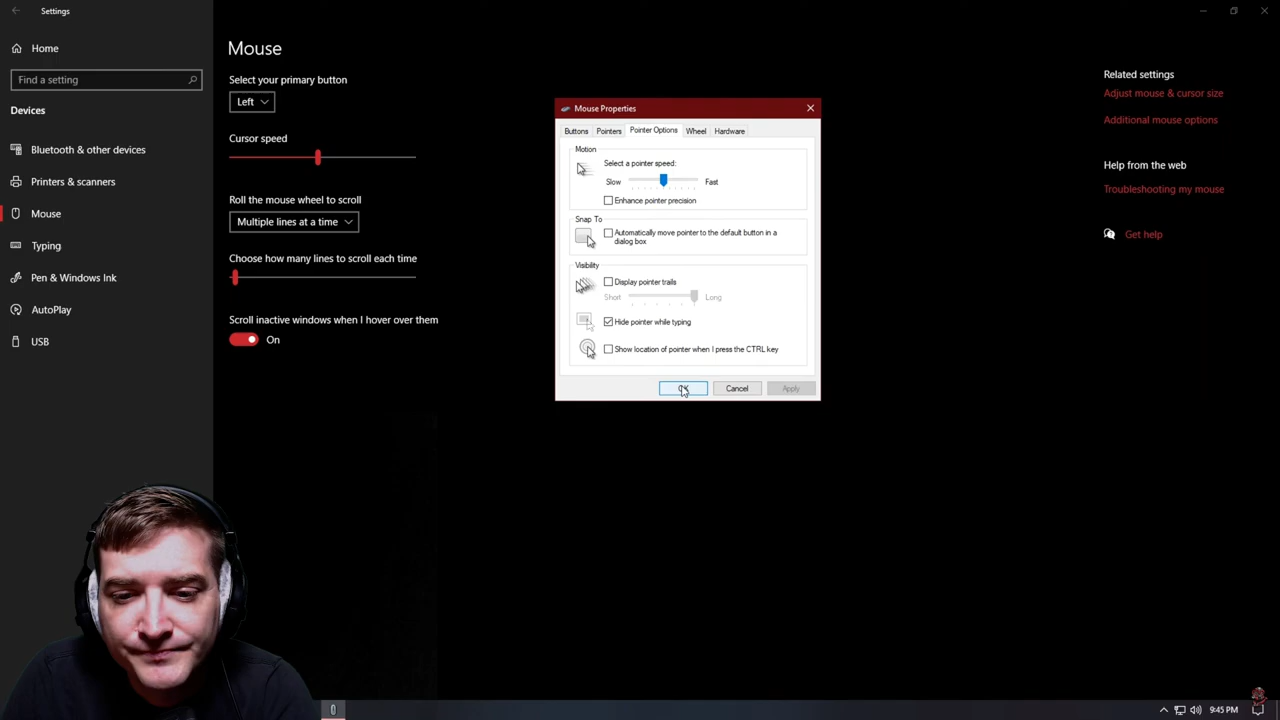 Settings
Home
Find a setting
Devices
Bluetooth & other devices
Printers & scanners
Mouse
Typing
Pen & Windows Ink
AutoPlay
USB
Mouse
Select your primary button
Left
Cursor speed
Roll the mouse wheel to scroll
Multiple lines at a time
Choose how many lines to scroll each time
Scroll inactive windows when I hover over them
On
Mouse Properties
Buttons Pointers Pointer Options Wheel Hardware
Motion
Select a pointer speed:
Slow Fast
Enhance pointer precision
Snap To
Automatically move pointer to the default button in a
dialog box
Visibility
Display pointer trails
Short Long
Hide pointer while typing
Show location of pointer when I press the CTRL key
OK Cancel Apply
Related settings
Adjust mouse & cursor size
Additional mouse options
Help from the web
Troubleshooting my mouse
Get help
9:45 PM